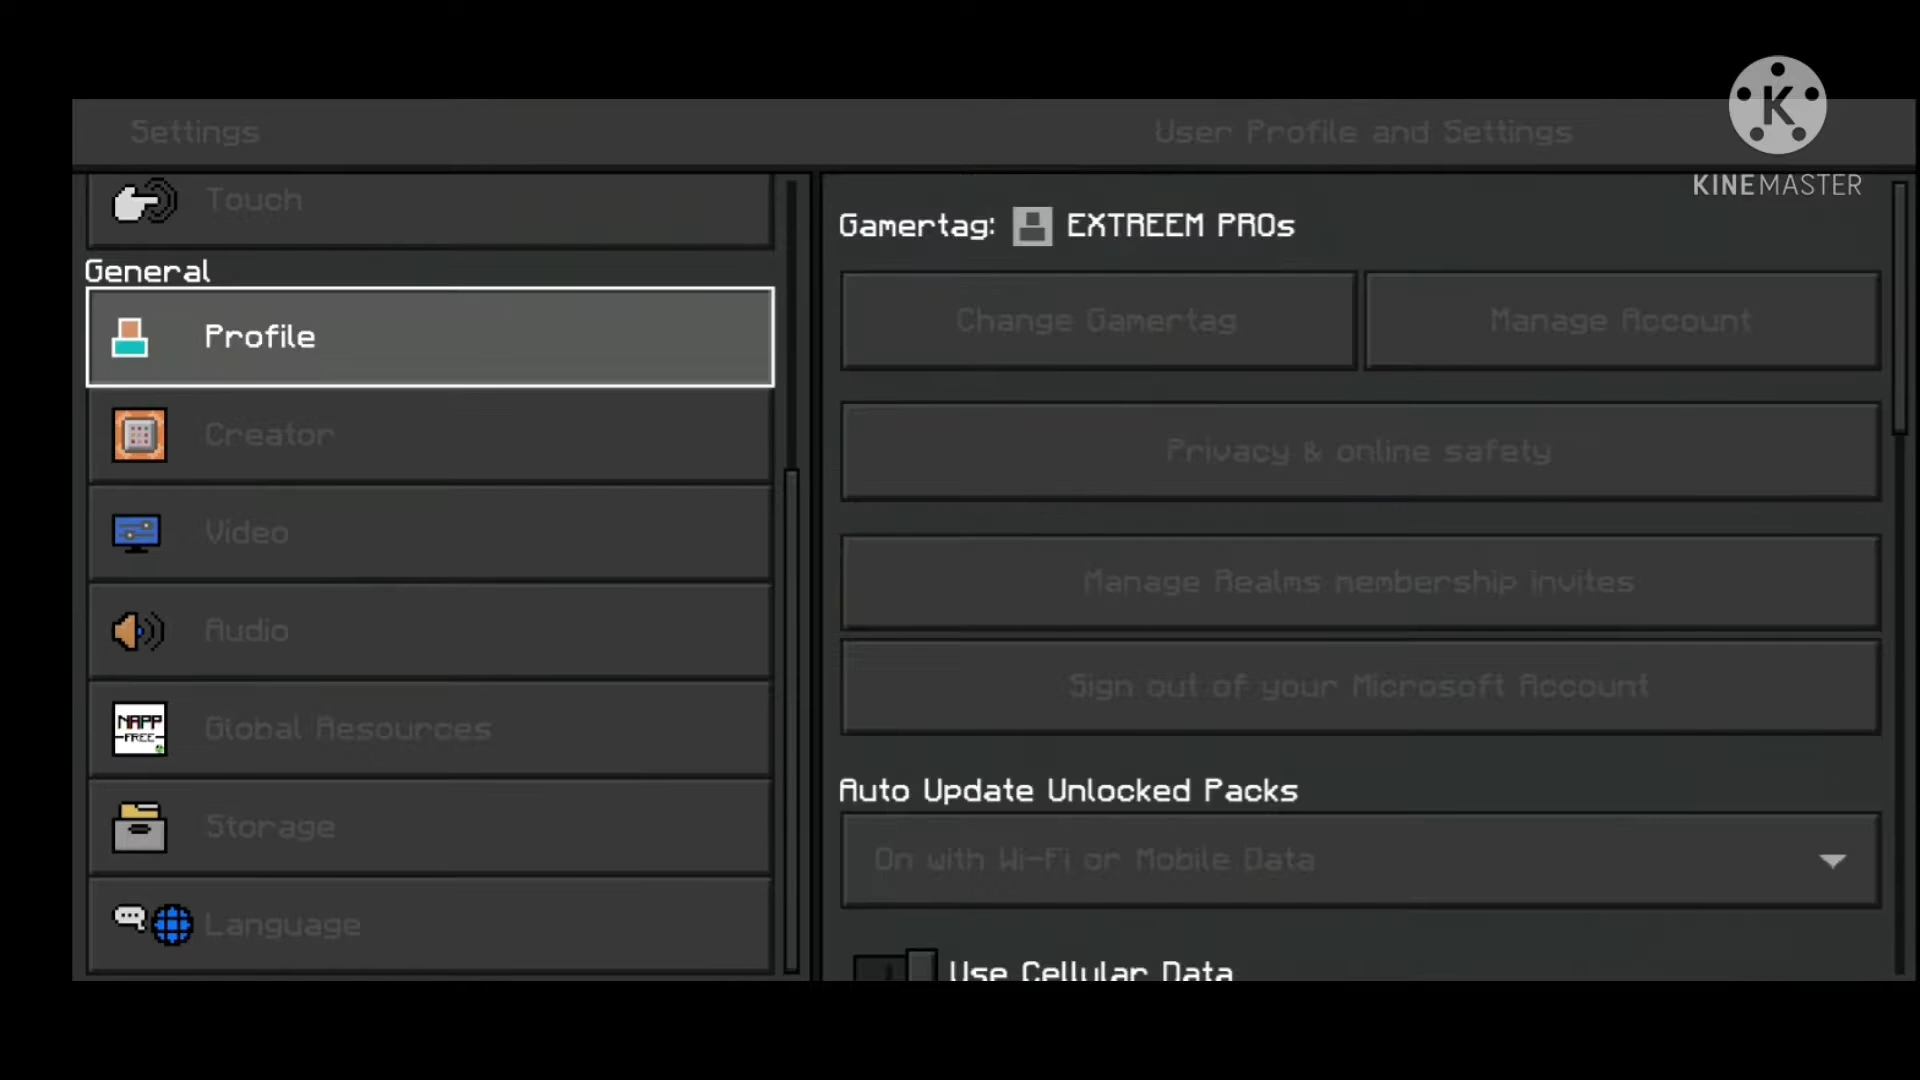 Settings
User Profile and Settings
K
KINEMASTER
Touch
General
Profile
Creator
Video
Audio
NAPP
-FREE-
Global Resources
Storage
Language
Gamertag: EXTREEM PROs
Change Gamertag
Manage Account
Privacy & online safety
Manage Realms membership invites
Sign out of your Microsoft Account
Auto Update Unlocked Packs
On with Wi-Fi or Mobile Data
Use Cellular Data